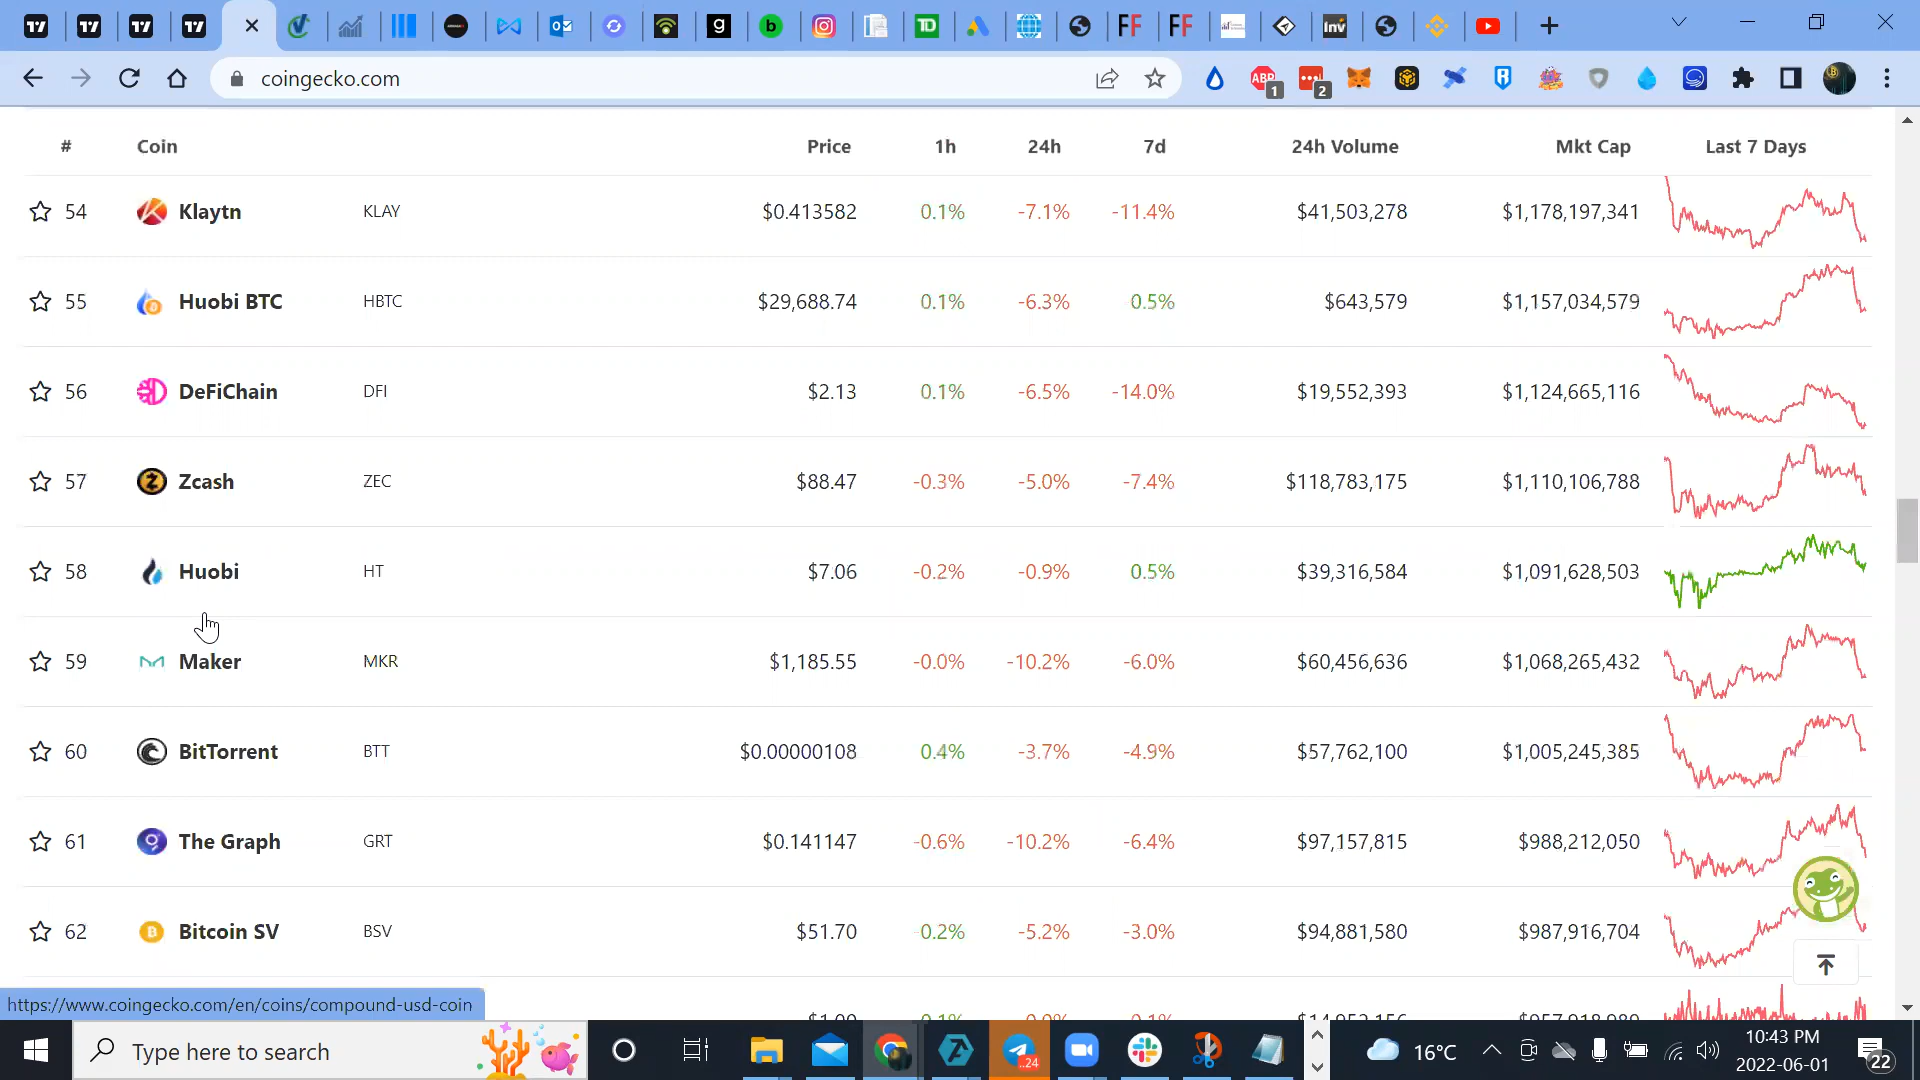 coingecko.com
ABP 1 2
# Coin Price 1h 24h 7d 24h Volume Mkt Cap Last 7 Days
54 Klaytn KLAY $0.413582 0.1% -7.1% -11.4% $41,503,278 $1,178,197,341
55 Huobi BTC HBTC $29,688.74 0.1% -6.3% 0.5% $643,579 $1,157,034,579
56 DeFiChain DFI $2.13 0.1% -6.5% -14.0% $19,552,393 $1,124,665,116
57 Zcash ZEC $88.47 -0.3% -5.0% -7.4% $118,783,175 $1,110,106,788
58 Huobi HT $7.06 -0.2% -0.9% 0.5% $39,316,584 $1,091,628,503
59 Maker MKR $1,185.55 -0.0% -10.2% -6.0% $60,456,636 $1,068,265,432
60 BitTorrent BTT $0.00000108 0.4% -3.7% -4.9% $57,762,100 $1,005,245,385
61 The Graph GRT $0.141147 -0.6% -10.2% -6.4% $97,157,815 $988,212,050
62 Bitcoin SV BSV $51.70 -0.2% -5.2% -3.0% $94,881,580 $987,916,704
https://www.coingecko.com/en/coins/compound-usd-coin
Type here to search
24
16°C
10:43 PM
2022-06-01
22